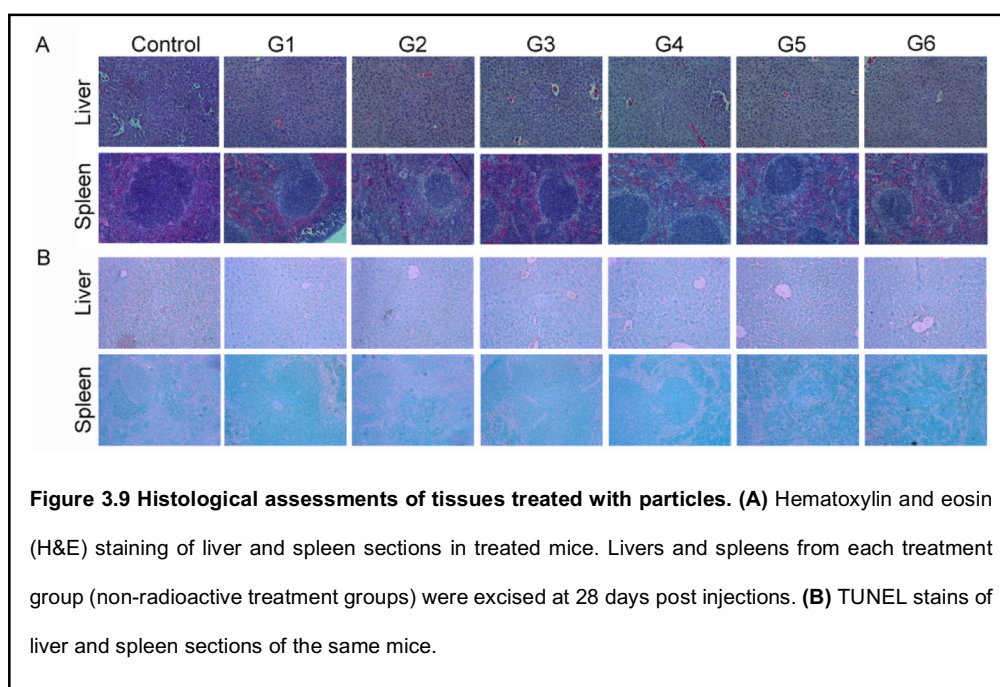 A Control G1 G2 G3 G4 G5 G6
Liver
Spleen
B
Liver
Spleen
Figure 3.9 Histological assessments of tissues treated with particles. (A) Hematoxylin and eosin
(H&E) staining of liver and spleen sections in treated mice. Livers and spleens from each treatment
group (non-radioactive treatment groups) were excised at 28 days post injections. (B) TUNEL stains of
liver and spleen sections of the same mice.